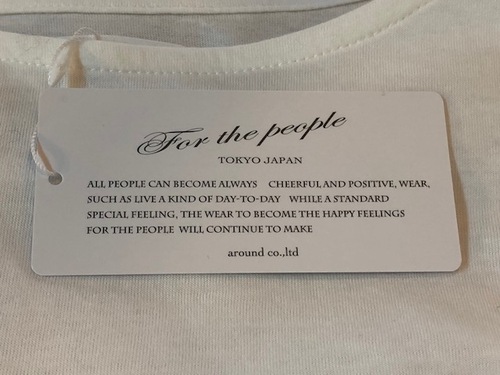 For the people
TOKYO JAPAN
ALL PEOPLE CAN BECOME ALWAYS CHEERFUL AND POSITIVE, WEAR,
SUCH AS LIVE A KIND OF DAY-TO-DAY WHILE A STANDARD
SPECIAL FEELING, THE WEAR TO BECOME THE HAPPY FEELINGS
FOR THE PEOPLE WILL CONTINUE TO MAKE
around co.,ltd